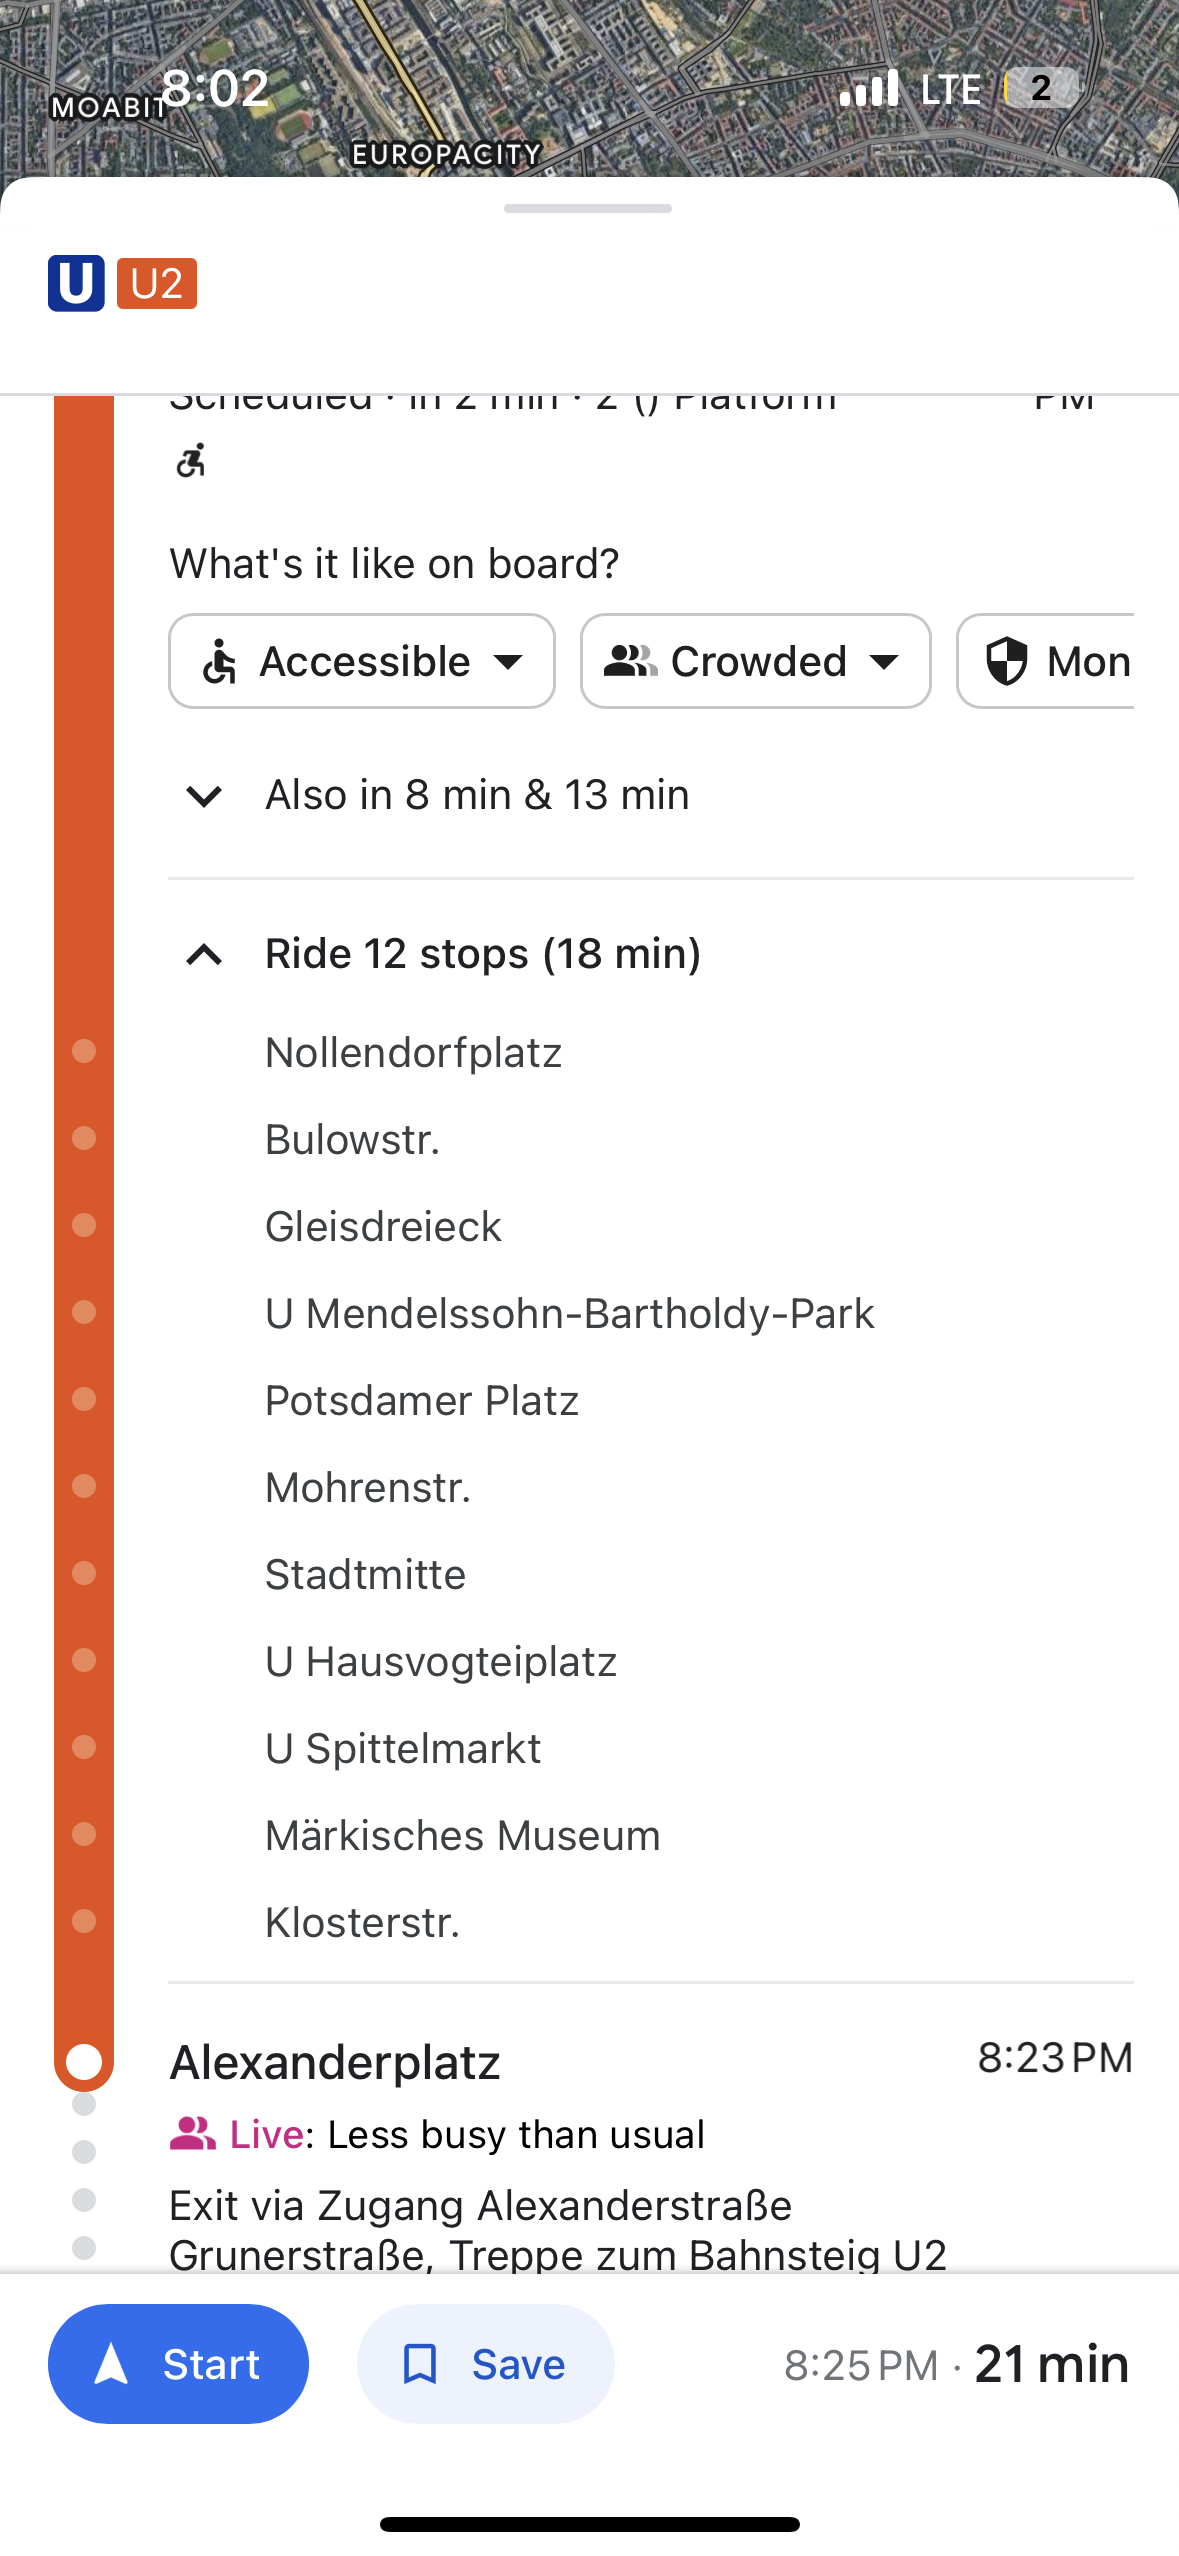 MOABIT
8:02
LTE
2
EUROPACITY
U U2
Scheduled · in 2 min · 2 () Platform PM
What's it like on board?
Accessible Crowded Mon
Also in 8 min & 13 min
Ride 12 stops (18 min)
Nollendorfplatz
Bulowstr.
Gleisdreieck
U Mendelssohn-Bartholdy-Park
Potsdamer Platz
Mohrenstr.
Stadtmitte
U Hausvogteiplatz
U Spittelmarkt
Märkisches Museum
Klosterstr.
Alexanderplatz 8:23 PM
Live: Less busy than usual
Exit via Zugang Alexanderstraße
Grunerstraße, Treppe zum Bahnsteig U2
Start Save 8:25 PM · 21 min